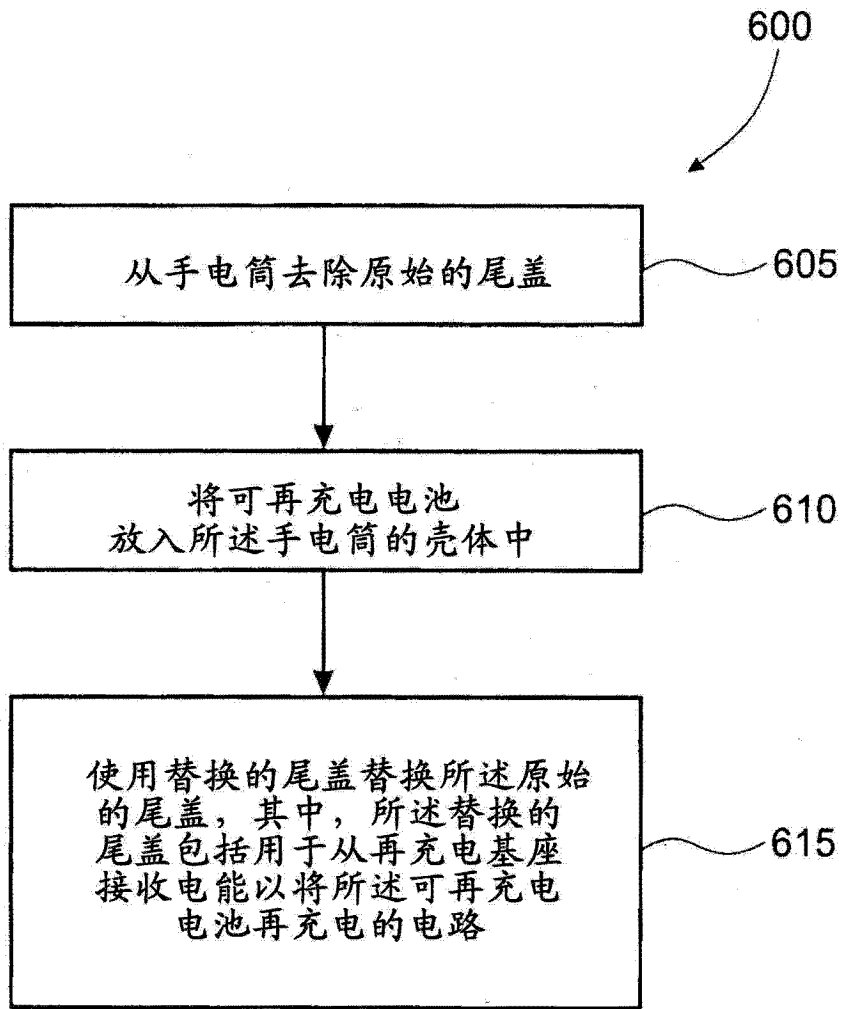 600
从手电筒去除原始的尾盖
605
将可再充电电池
放入所述手电筒的壳体中
610
使用替换的尾盖替换所述原始
的尾盖，其中，所述替换的
尾盖包括用于从再充电基座
接收电能以将所述可再充电
电池再充电的电路
615